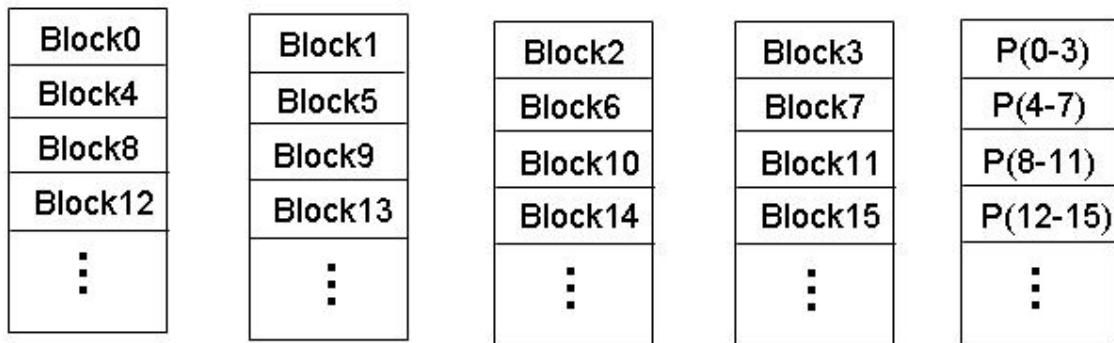 Block0 Block1 Block2 Block3 P(0-3)
Block4 Block5 Block6 Block7 P(4-7)
Block8 Block9 Block10 Block11 P(8-11)
Block12 Block13 Block14 Block15 P(12-15)
⋮ ⋮ ⋮ ⋮ ⋮